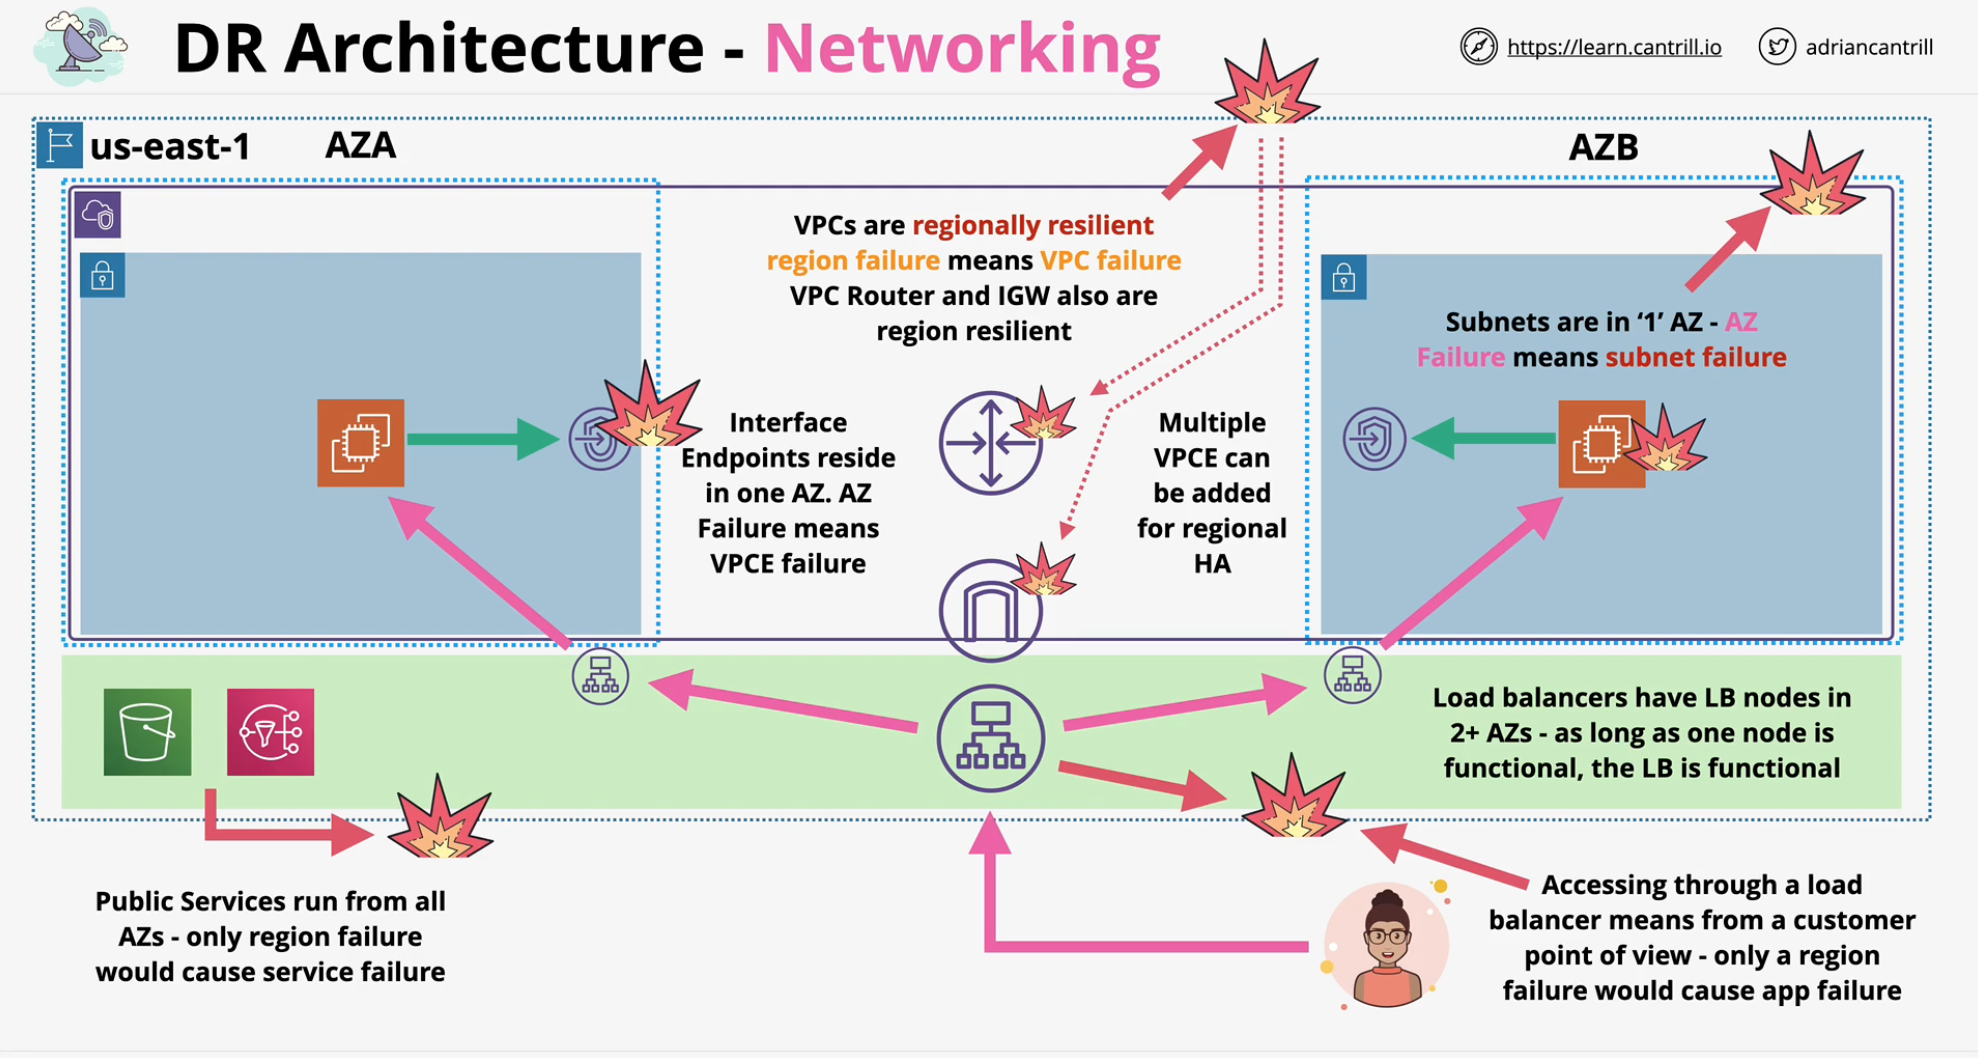 DR Architecture - Networking
https://learn.cantrill.io
adriancantrill
us-east-1
AZA
AZB
VPCs are regionally resilient
region failure means VPC failure
VPC Router and IGW also are
region resilient
Subnets are in ‘1’ AZ - AZ
Failure means subnet failure
Interface
Endpoints reside
in one AZ. AZ
Failure means
VPCE failure
Multiple
VPCE can
be added
for regional
HA
Load balancers have LB nodes in
2+ AZs - as long as one node is
functional, the LB is functional
Public Services run from all
AZs - only region failure
would cause service failure
Accessing through a load
balancer means from a customer
point of view - only a region
failure would cause app failure